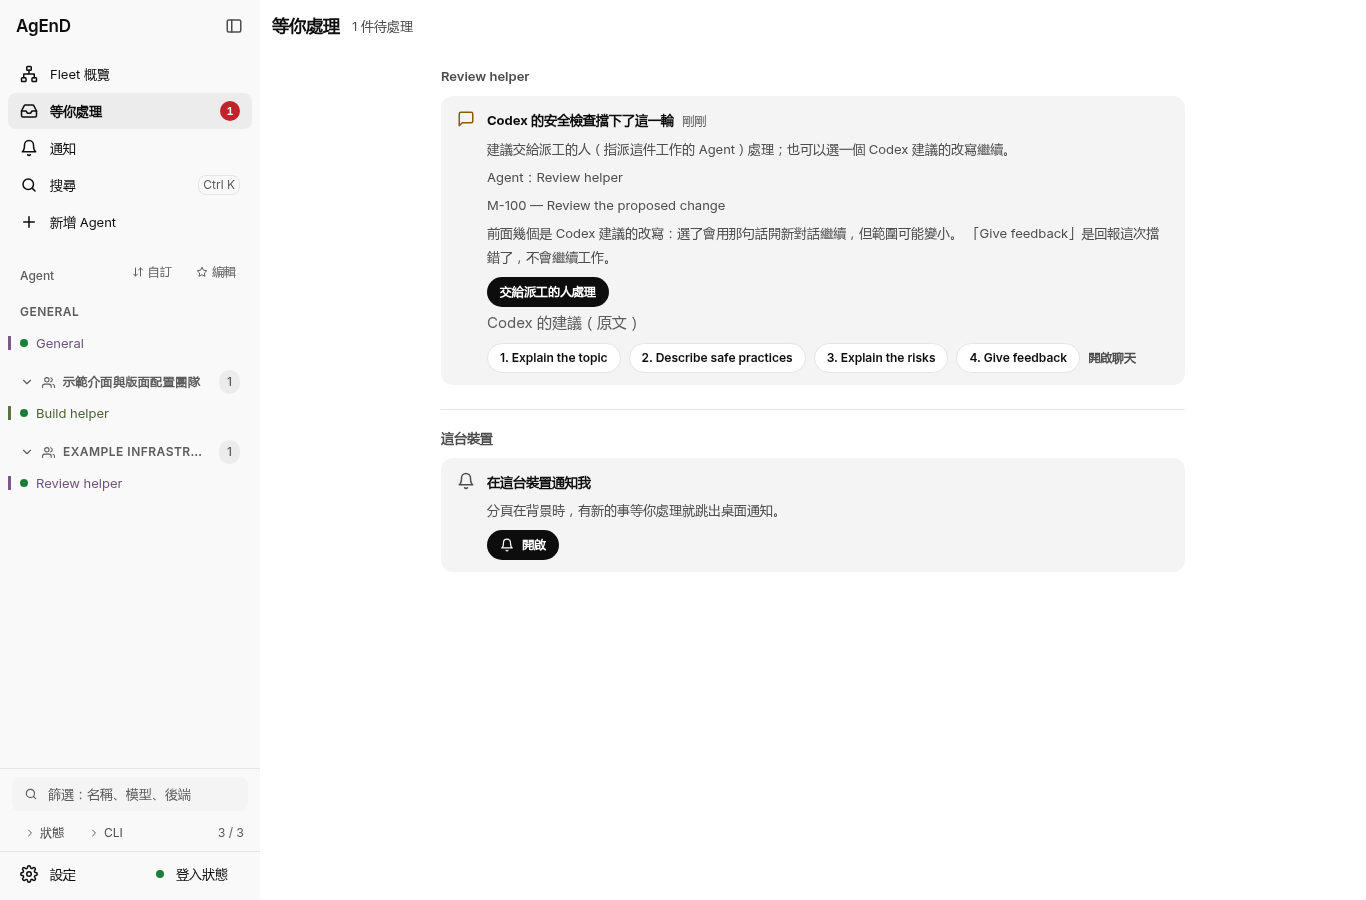 AgEnD
Fleet 概覽
等你處理 1
通知
搜尋 Ctrl K
新增 Agent
Agent 自訂 編輯
GENERAL
General
示範介面與版面配置團隊 1
Build helper
EXAMPLE INFRASTR... 1
Review helper
篩選：名稱、模型、後端
狀態 CLI 3 / 3
設定 登入狀態
等你處理 1 件待處理
Review helper
Codex 的安全檢查擋下了這一輪 剛剛
建議交給派工的人（指派這件工作的 Agent）處理；也可以選一個 Codex 建議的改寫繼續。
Agent：Review helper
M-100 — Review the proposed change
前面幾個是 Codex 建議的改寫：選了會用那句話開新對話繼續，但範圍可能變小。 「Give feedback」是回報這次擋
錯了，不會繼續工作。
交給派工的人處理
Codex 的建議（原文）
1. Explain the topic 2. Describe safe practices 3. Explain the risks 4. Give feedback 開啟聊天
這台裝置
在這台裝置通知我
分頁在背景時，有新的事等你處理就跳出桌面通知。
開啟